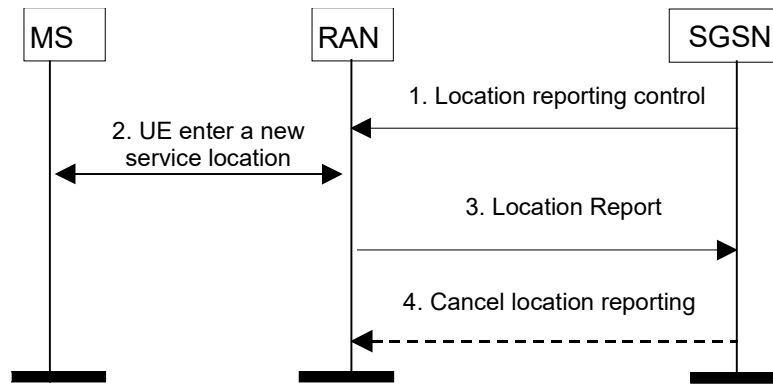 MS
RAN
SGSN
1. Location reporting control
2. UE enter a new
service location
3. Location Report
4. Cancel location reporting